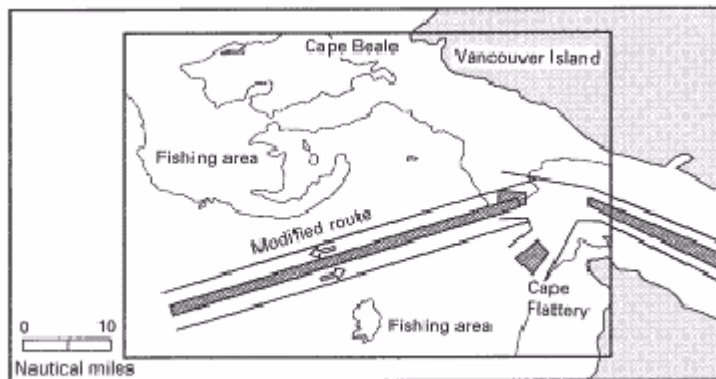 Cape Beale
Vancouver Island
Fishing area
Modified route
Cape
Flattery
Fishing area
0 10
Nautical miles